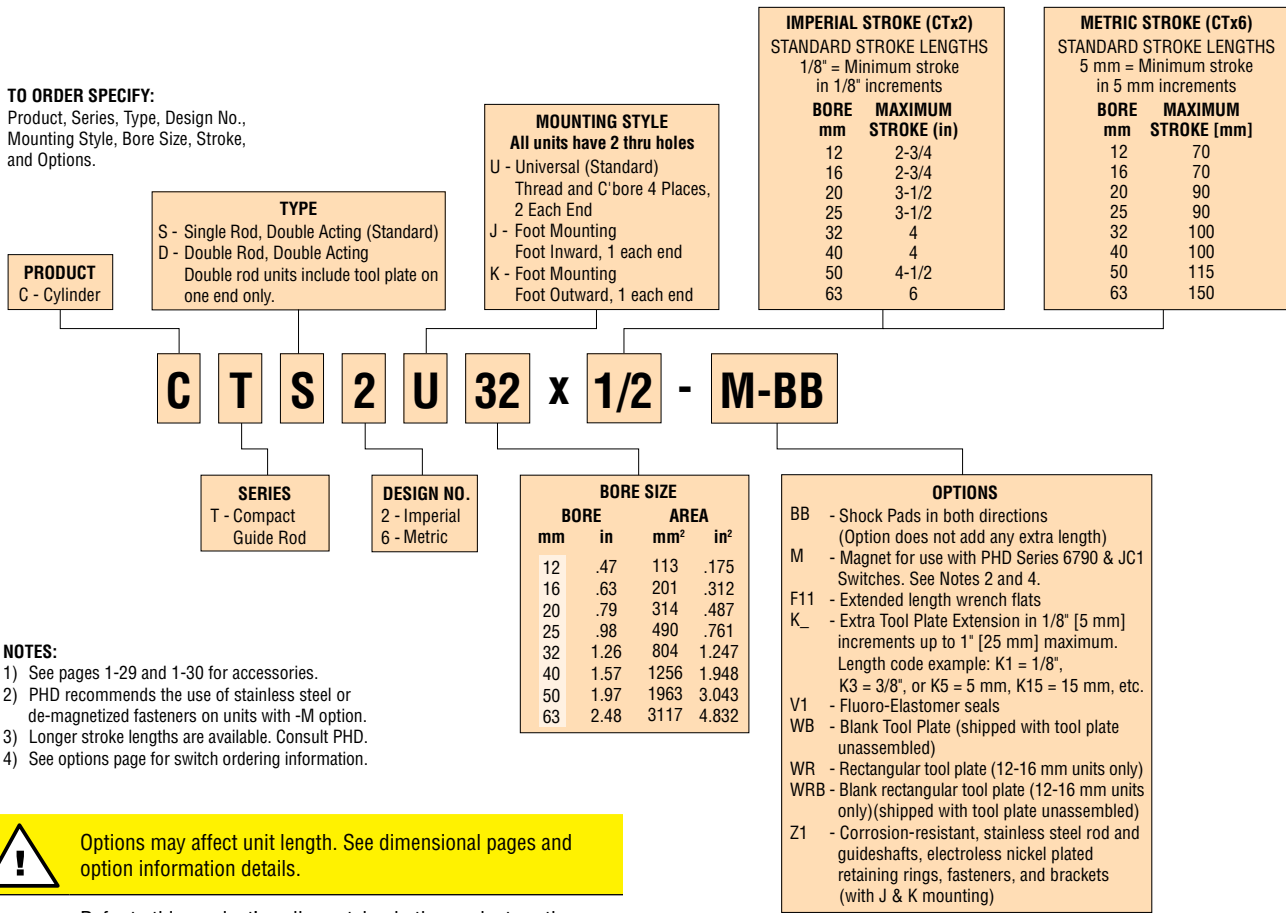 TO ORDER SPECIFY:
Product, Series, Type, Design No.,
Mounting Style, Bore Size, Stroke,
and Options.
PRODUCT
C - Cylinder
TYPE
S - Single Rod, Double Acting (Standard)
D - Double Rod, Double Acting
Double rod units include tool plate on
one end only.
MOUNTING STYLE
All units have 2 thru holes
U - Universal (Standard)
Thread and C'bore 4 Places,
2 Each End
J - Foot Mounting
Foot Inward, 1 each end
K - Foot Mounting
Foot Outward, 1 each end
IMPERIAL STROKE (CTx2)
STANDARD STROKE LENGTHS
1/8" = Minimum stroke
in 1/8" increments
BORE MAXIMUM
mm STROKE (in)
12 2-3/4
16 2-3/4
20 3-1/2
25 3-1/2
32 4
40 4
50 4-1/2
63 6
METRIC STROKE (CTx6)
STANDARD STROKE LENGTHS
5 mm = Minimum stroke
in 5 mm increments
BORE MAXIMUM
mm STROKE [mm]
12 70
16 70
20 90
25 90
32 100
40 100
50 115
63 150
C T S 2 U 32 x 1/2 - M-BB
SERIES
T - Compact
Guide Rod
DESIGN NO.
2 - Imperial
6 - Metric
BORE SIZE
BORE AREA
mm in mm² in²
12 .47 113 .175
16 .63 201 .312
20 .79 314 .487
25 .98 490 .761
32 1.26 804 1.247
40 1.57 1256 1.948
50 1.97 1963 3.043
63 2.48 3117 4.832
OPTIONS
BB - Shock Pads in both directions
(Option does not add any extra length)
M - Magnet for use with PHD Series 6790 & JC1
Switches. See Notes 2 and 4.
F11 - Extended length wrench flats
K_ - Extra Tool Plate Extension in 1/8" [5 mm]
increments up to 1" [25 mm] maximum.
Length code example: K1 = 1/8",
K3 = 3/8", or K5 = 5 mm, K15 = 15 mm, etc.
V1 - Fluoro-Elastomer seals
WB - Blank Tool Plate (shipped with tool plate
unassembled)
WR - Rectangular tool plate (12-16 mm units only)
WRB - Blank rectangular tool plate (12-16 mm units
only)(shipped with tool plate unassembled)
Z1 - Corrosion-resistant, stainless steel rod and
guideshafts, electroless nickel plated
retaining rings, fasteners, and brackets
(with J & K mounting)
NOTES:
1) See pages 1-29 and 1-30 for accessories.
2) PHD recommends the use of stainless steel or
de-magnetized fasteners on units with -M option.
3) Longer stroke lengths are available. Consult PHD.
4) See options page for switch ordering information.
! Options may affect unit length. See dimensional pages and
option information details.